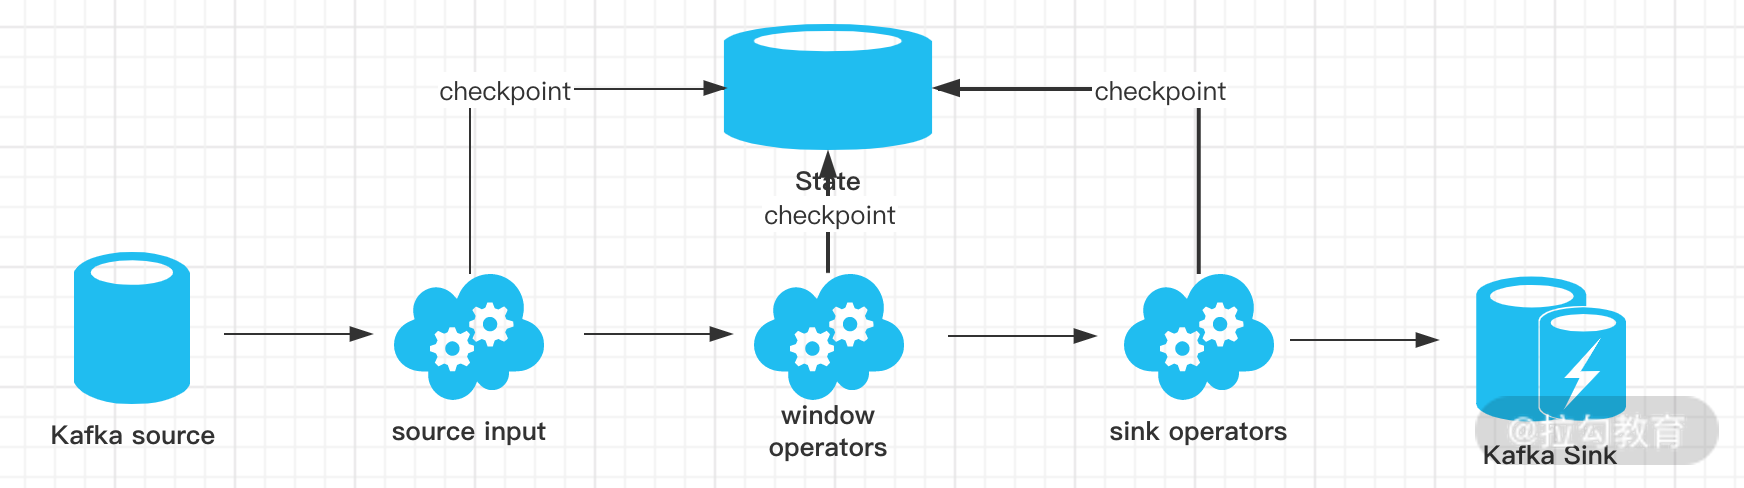 checkpoint
checkpoint
State
checkpoint
Kafka source
source input
window
operators
sink operators
@拉勾教育
Kafka Sink